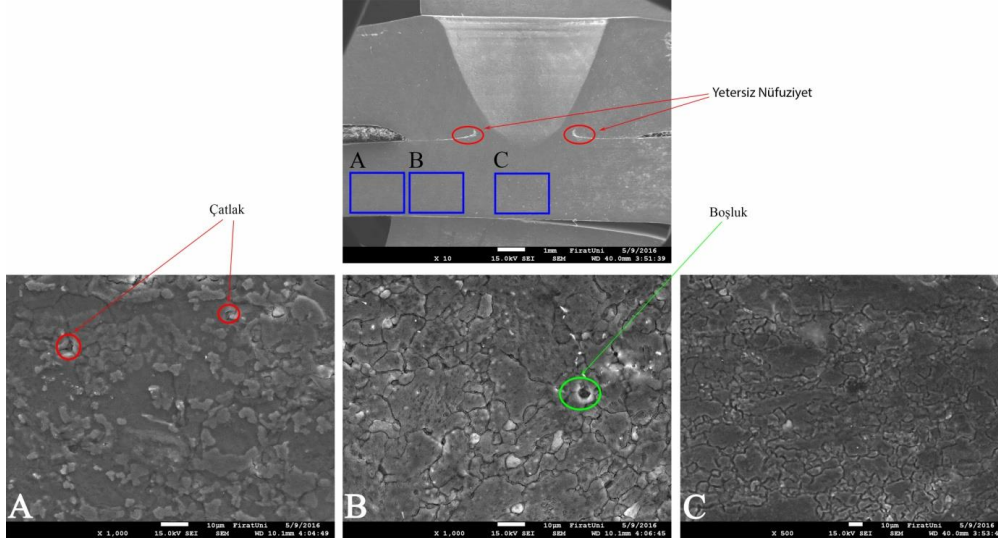 Yetersiz Nüfuziyet
A
B
C
1mm FiratUni 5/9/2016
X 10 15.0kV SEI SEM WD 40.0mm 3:51:39
Çatlak
Boşluk
A
10µm FiratUni 5/9/2016
X 1,000 15.0kV SEI SEM WD 10.1mm 4:04:49
B
10µm FiratUni 5/9/2016
X 1,000 15.0kV SEI SEM WD 10.1mm 4:06:45
C
10µm FiratUni 5/9/2016
X 500 15.0kV SEI SEM WD 40.0mm